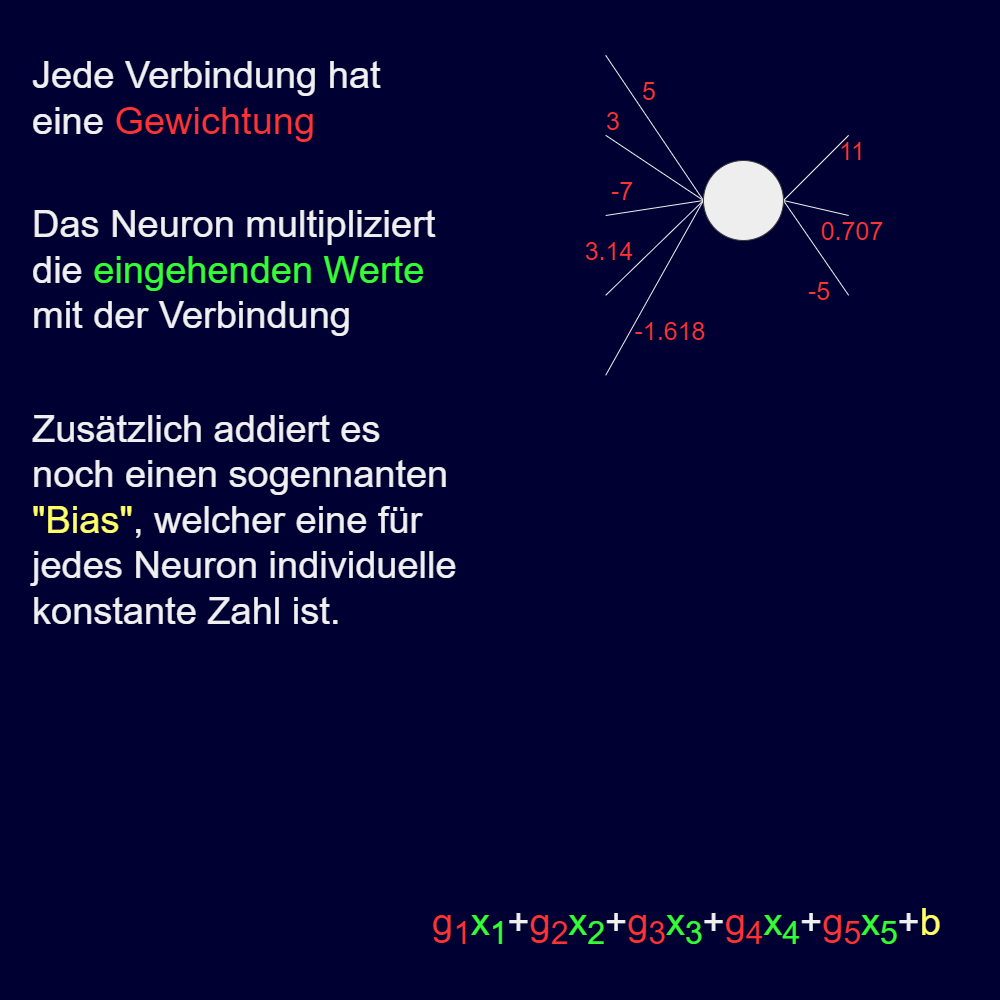 Jede Verbindung hat
eine Gewichtung
Das Neuron multipliziert
die eingehenden Werte
mit der Verbindung
Zusätzlich addiert es
noch einen sogennanten
"Bias", welcher eine für
jedes Neuron individuelle
konstante Zahl ist.
5
3
-7
3.14
-1.618
11
0.707
-5
g₁x₁+g₂x₂+g₃x₃+g₄x₄+g₅x₅+b